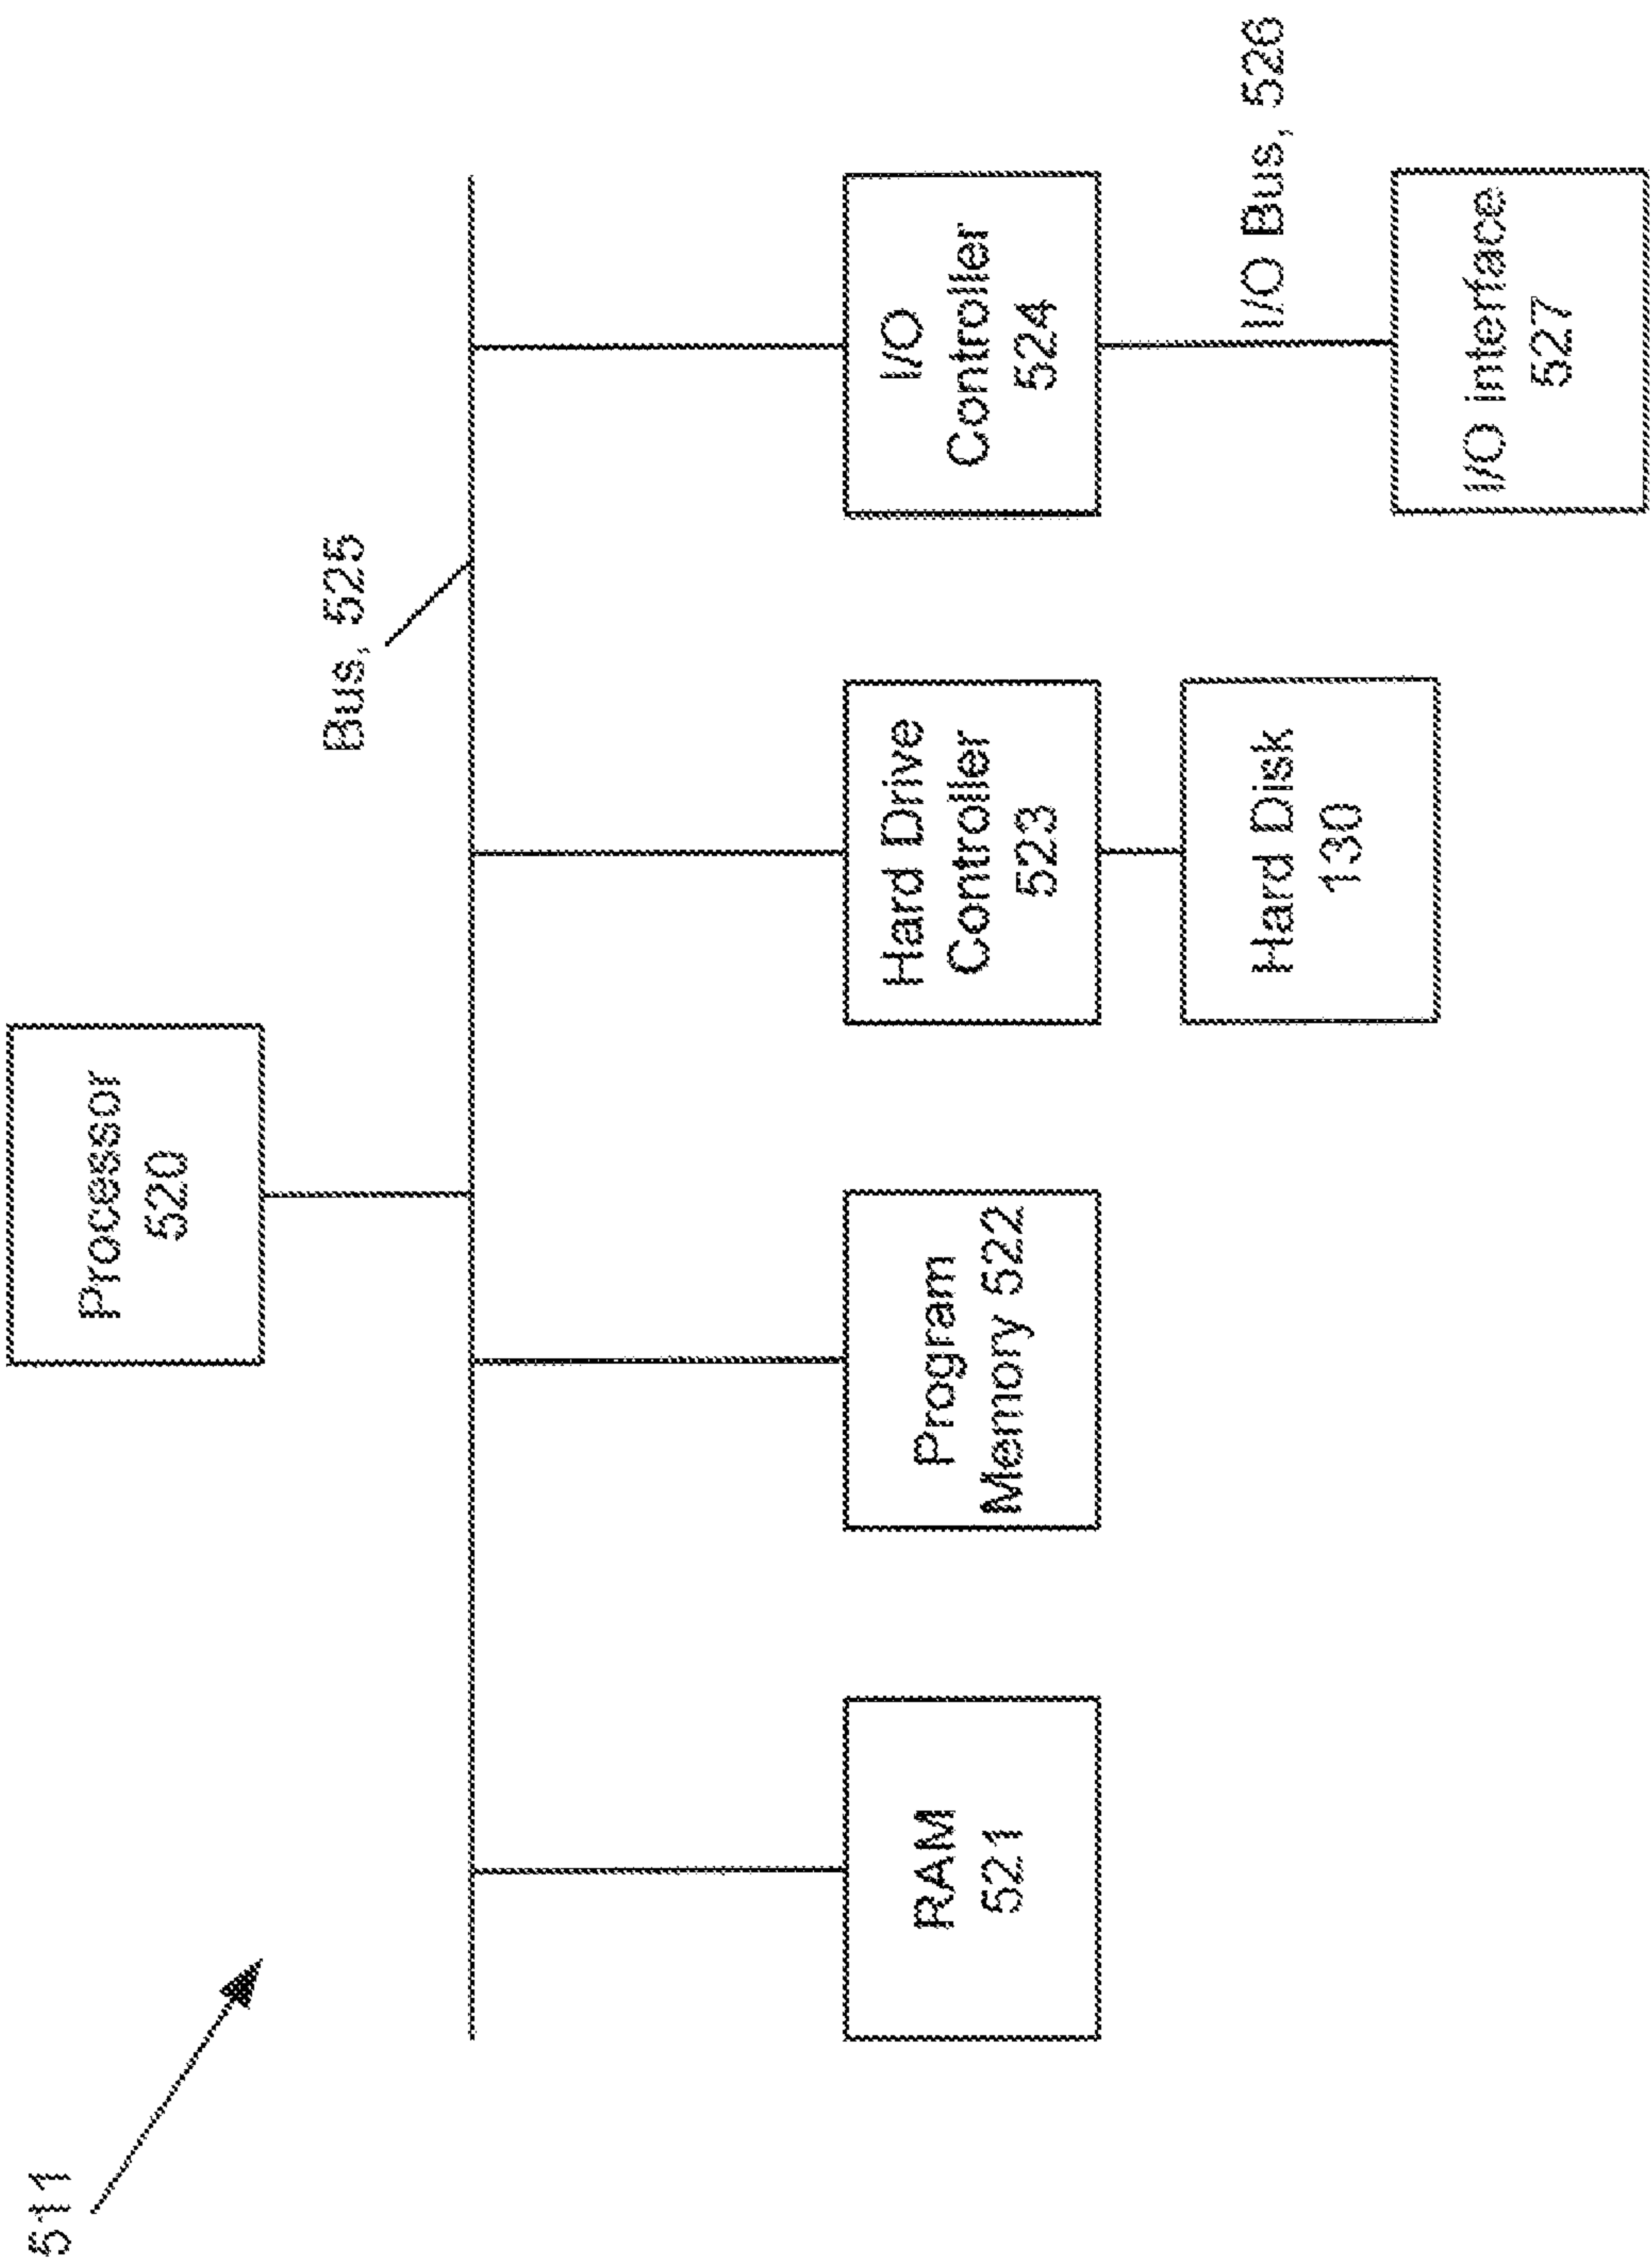 511
Processor
520
Bus, 525
RAM
521
Program
Memory 522
Hard Drive
Controller
523
I/O
Controller
524
Hard Disk
130
I/O Bus, 526
I/O interface
527